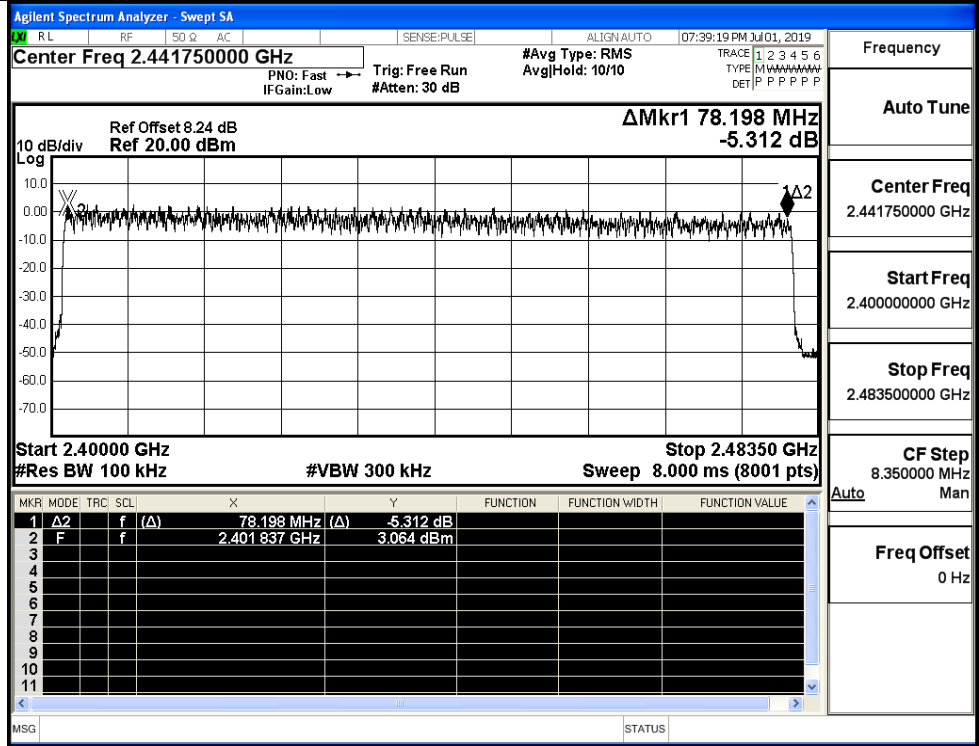 Agilent Spectrum Analyzer - Swept SA
LXI RL RF 50 Ω AC SENSE:PULSE ALIGN AUTO 07:39:19 PM Jul 01, 2019
Center Freq 2.441750000 GHz
PNO: Fast
IFGain:Low
Trig: Free Run
#Atten: 30 dB
#Avg Type: RMS
Avg|Hold: 10/10
TRACE 1 2 3 4 5 6
TYPE M
DET P P P P P P
Ref Offset 8.24 dB
Ref 20.00 dBm
10 dB/div
Log
ΔMkr1 78.198 MHz
-5.312 dB
10.0
0.00
-10.0
-20.0
-30.0
-40.0
-50.0
-60.0
-70.0
1Δ2
Start 2.40000 GHz
Stop 2.48350 GHz
#Res BW 100 kHz
#VBW 300 kHz
Sweep 8.000 ms (8001 pts)
MKR MODE TRC SCL X Y FUNCTION FUNCTION WIDTH FUNCTION VALUE
1 Δ2 f (Δ) 78.198 MHz (Δ) -5.312 dB
2 F f 2.401 837 GHz 3.064 dBm
3
4
5
6
7
8
9
10
11
MSG
STATUS
Frequency
Auto Tune
Center Freq
2.441750000 GHz
Start Freq
2.400000000 GHz
Stop Freq
2.483500000 GHz
CF Step
8.350000 MHz
Auto Man
Freq Offset
0 Hz